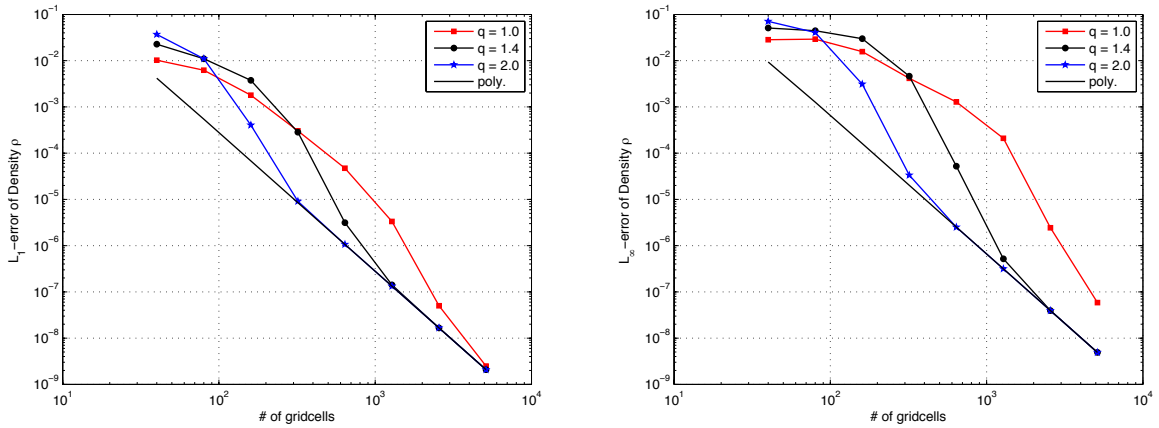 10^−1
10^−2
10^−3
10^−4
10^−5
10^−6
10^−7
10^−8
10^−9
10^1
10^2
10^3
10^4
# of gridcells
L_1−error of Density ρ
q = 1.0
q = 1.4
q = 2.0
poly.
10^−1
10^−2
10^−3
10^−4
10^−5
10^−6
10^−7
10^−8
10^−9
10^1
10^2
10^3
10^4
# of gridcells
L_∞−error of Density ρ
q = 1.0
q = 1.4
q = 2.0
poly.